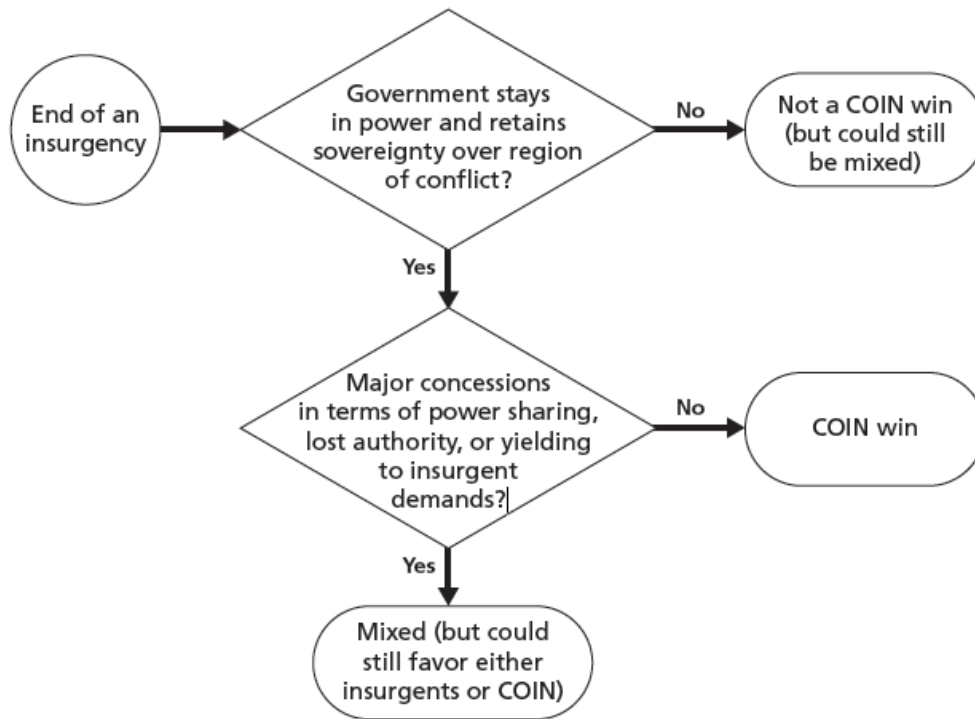 End of an
insurgency
Government stays
in power and retains
sovereignty over region
of conflict?
No
Not a COIN win
(but could still
be mixed)
Yes
Major concessions
in terms of power sharing,
lost authority, or yielding
to insurgent
demands?
No
COIN win
Yes
Mixed (but could
still favor either
insurgents or COIN)